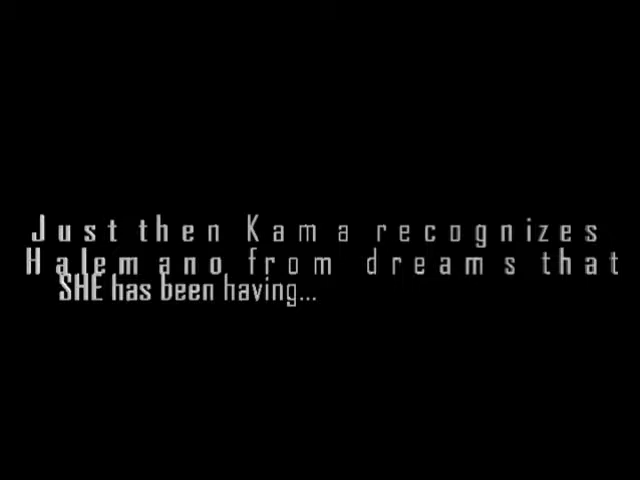 Just then Kama recognizes
Halemano from dreams that
SHE has been having...